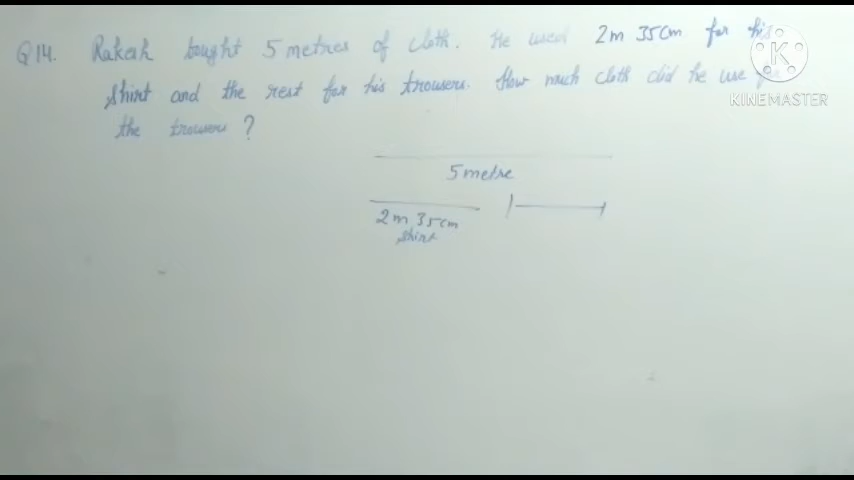 Q14. Rakesh bought 5 metres of cloth. He used 2m 35cm for his
shirt and the rest for his trousers. How much cloth did he use for
the trousers ?
K
KINEMASTER
5 metre
2m 35cm
shirt